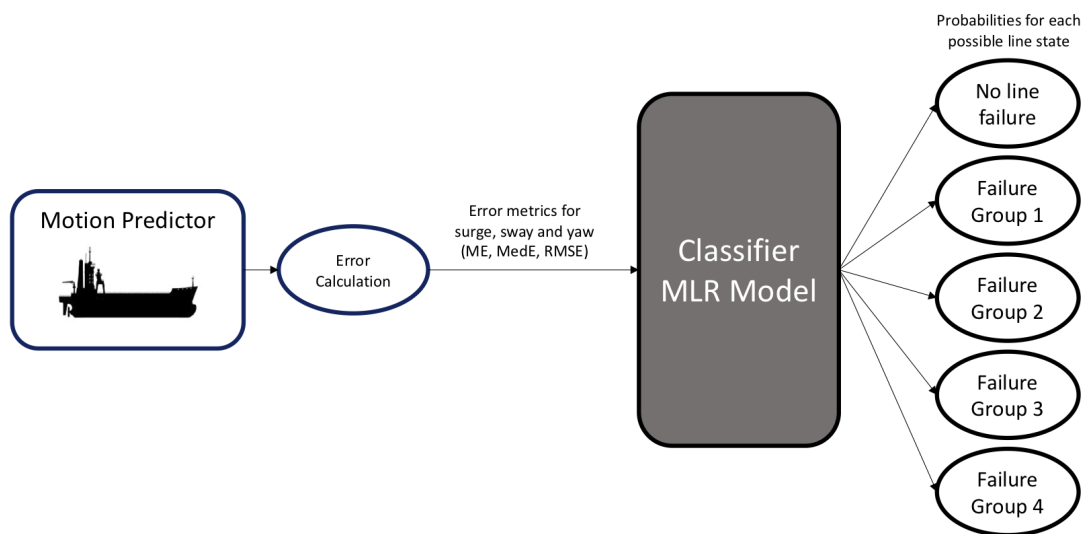 Motion Predictor
Error
Calculation
Error metrics for
surge, sway and yaw
(ME, MedE, RMSE)
Classifier
MLR Model
Probabilities for each
possible line state
No line
failure
Failure
Group 1
Failure
Group 2
Failure
Group 3
Failure
Group 4